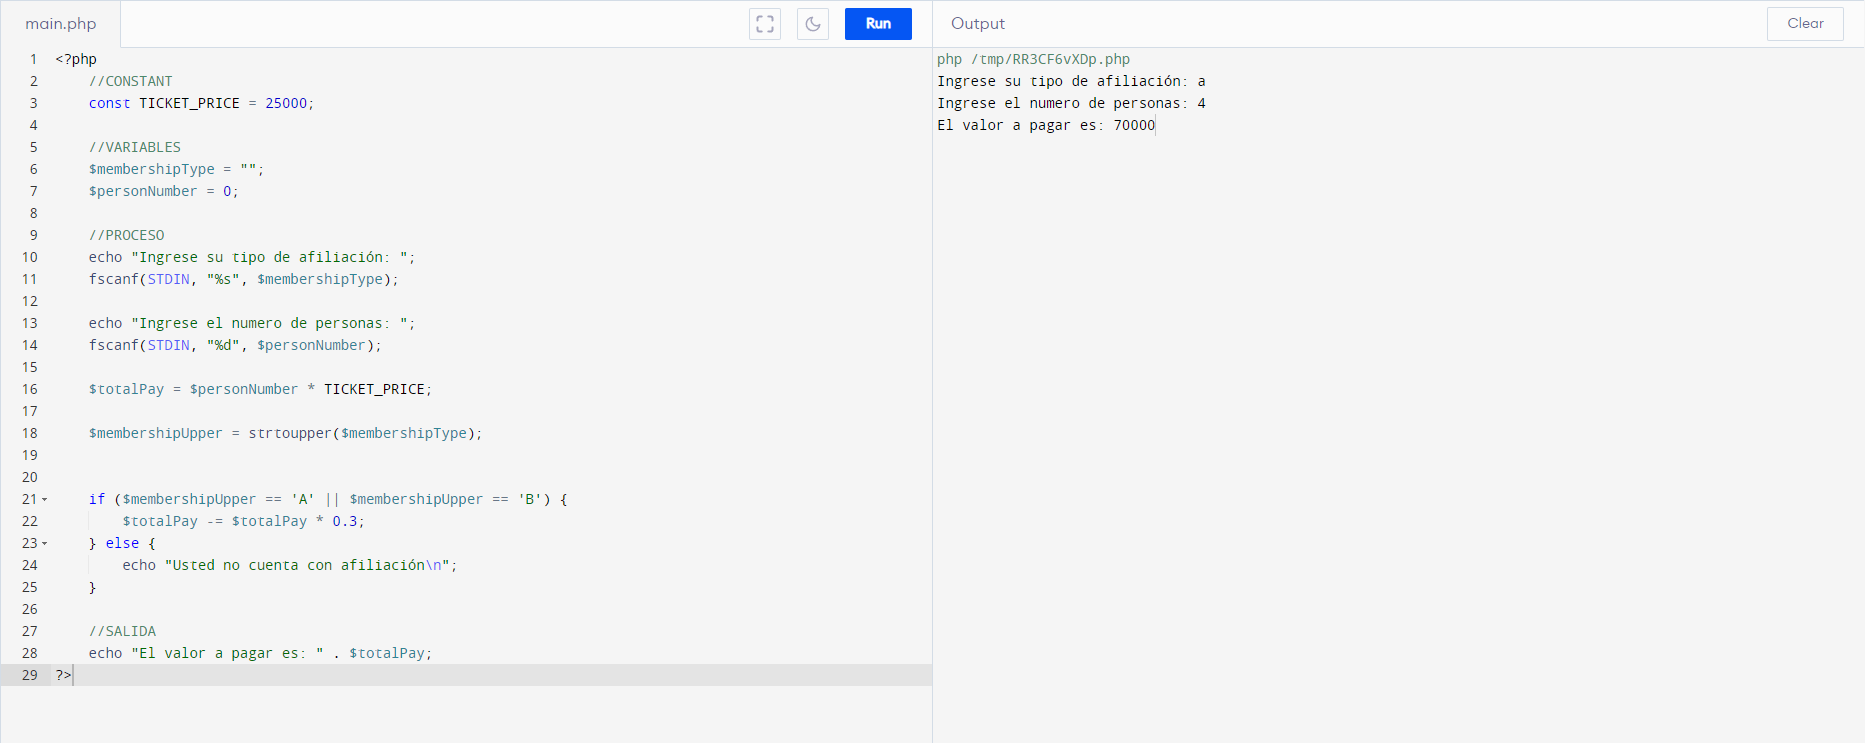 main.php
Run
Output
Clear
1 <?php
2 //CONSTANT
3 const TICKET_PRICE = 25000;
4
5 //VARIABLES
6 $membershipType = "";
7 $personNumber = 0;
8
9 //PROCESO
10 echo "Ingrese su tipo de afiliación: ";
11 fscanf(STDIN, "%s", $membershipType);
12
13 echo "Ingrese el numero de personas: ";
14 fscanf(STDIN, "%d", $personNumber);
15
16 $totalPay = $personNumber * TICKET_PRICE;
17
18 $membershipUpper = strtoupper($membershipType);
19
20
21 if ($membershipUpper == 'A' || $membershipUpper == 'B') {
22 $totalPay -= $totalPay * 0.3;
23 } else {
24 echo "Usted no cuenta con afiliación\n";
25 }
26
27 //SALIDA
28 echo "El valor a pagar es: " . $totalPay;
29 ?>
php /tmp/RR3CF6vXDp.php
Ingrese su tipo de afiliación: a
Ingrese el numero de personas: 4
El valor a pagar es: 70000